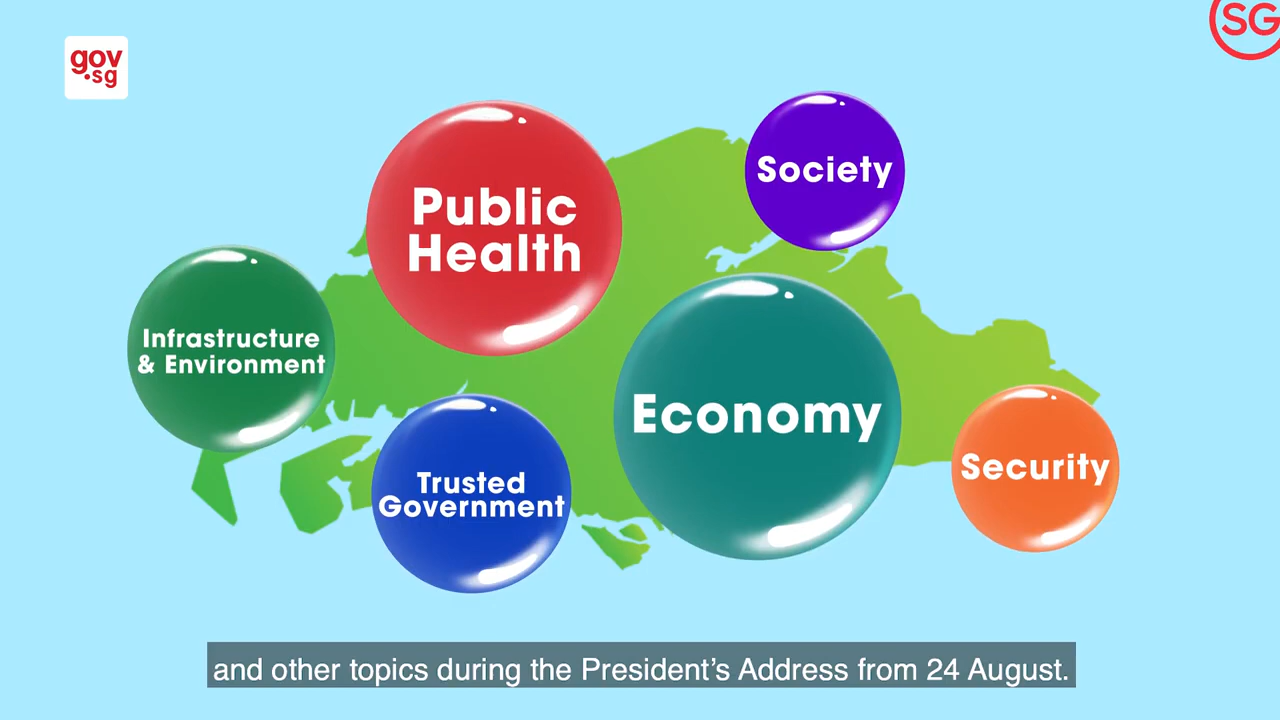 gov
.sg
SG
Society
Public
Health
Infrastructure
& Environment
Economy
Security
Trusted
Government
and other topics during the President’s Address from 24 August.